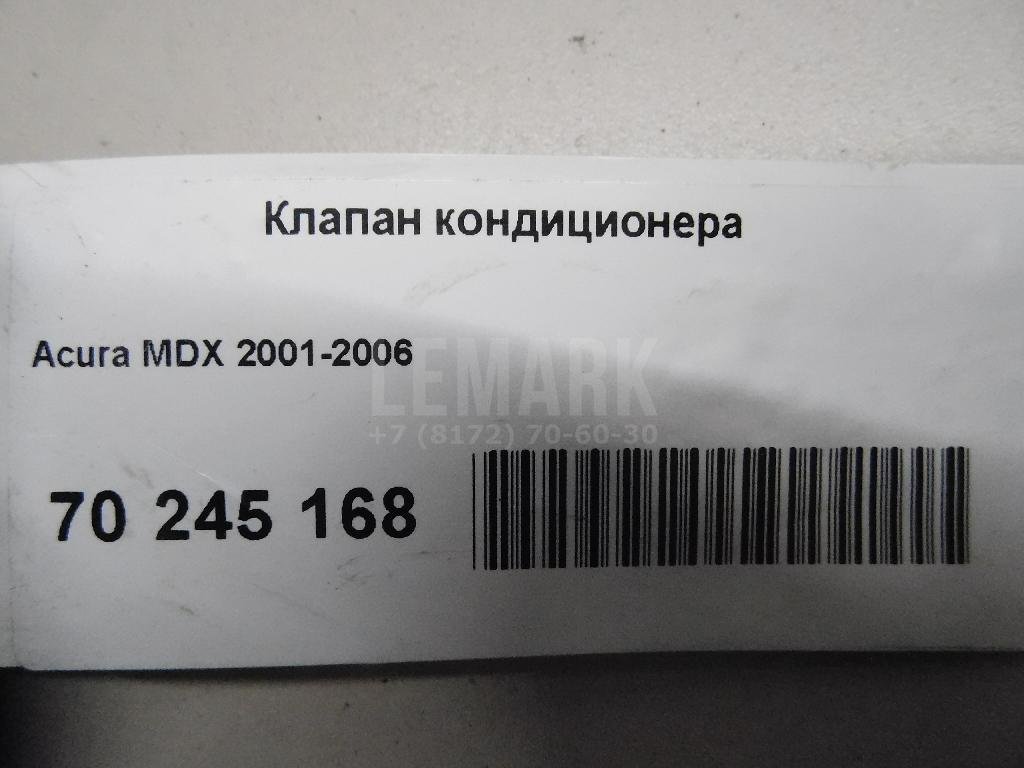 Клапан кондиционера
Acura MDX 2001-2006
LEMARK
+7 (8172) 70-60-30
70 245 168